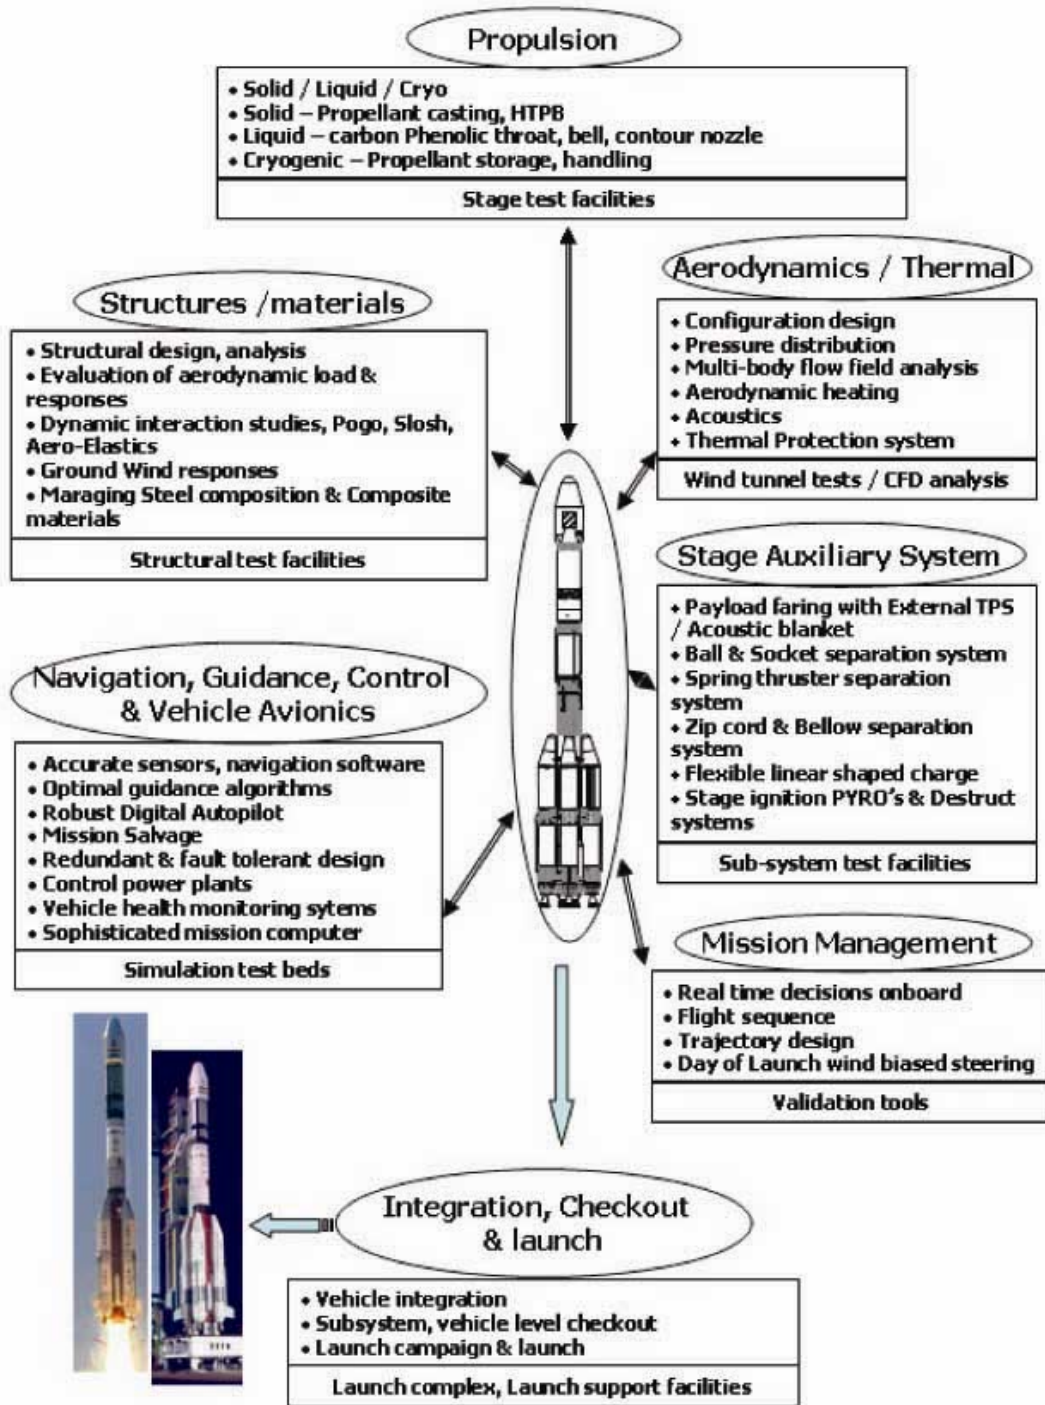 Propulsion
• Solid / Liquid / Cryo
• Solid – Propellant casting, HTPB
• Liquid – carbon Phenolic throat, bell, contour nozzle
• Cryogenic – Propellant storage, handling
Stage test facilities
Structures /materials
• Structural design, analysis
• Evaluation of aerodynamic load &
responses
• Dynamic interaction studies, Pogo, Slosh,
Aero-Elastics
• Ground Wind responses
• Maraging Steel composition & Composite
materials
Structural test facilities
Aerodynamics / Thermal
• Configuration design
• Pressure distribution
• Multi-body flow field analysis
• Aerodynamic heating
• Acoustics
• Thermal Protection system
Wind tunnel tests / CFD analysis
Stage Auxiliary System
• Payload faring with External TPS
/ Acoustic blanket
• Ball & Socket separation system
• Spring thruster separation
system
• Zip cord & Bellow separation
system
• Flexible linear shaped charge
• Stage ignition PYRO's & Destruct
systems
Sub-system test facilities
Navigation, Guidance, Control
& Vehicle Avionics
• Accurate sensors, navigation software
• Optimal guidance algorithms
• Robust Digital Autopilot
• Mission Salvage
• Redundant & fault tolerant design
• Control power plants
• Vehicle health monitoring sytems
• Sophisticated mission computer
Simulation test beds
Mission Management
• Real time decisions onboard
• Flight sequence
• Trajectory design
• Day of Launch wind biased steering
Validation tools
Integration, Checkout
& launch
• Vehicle integration
• Subsystem, vehicle level checkout
• Launch campaign & launch
Launch complex, Launch support facilities